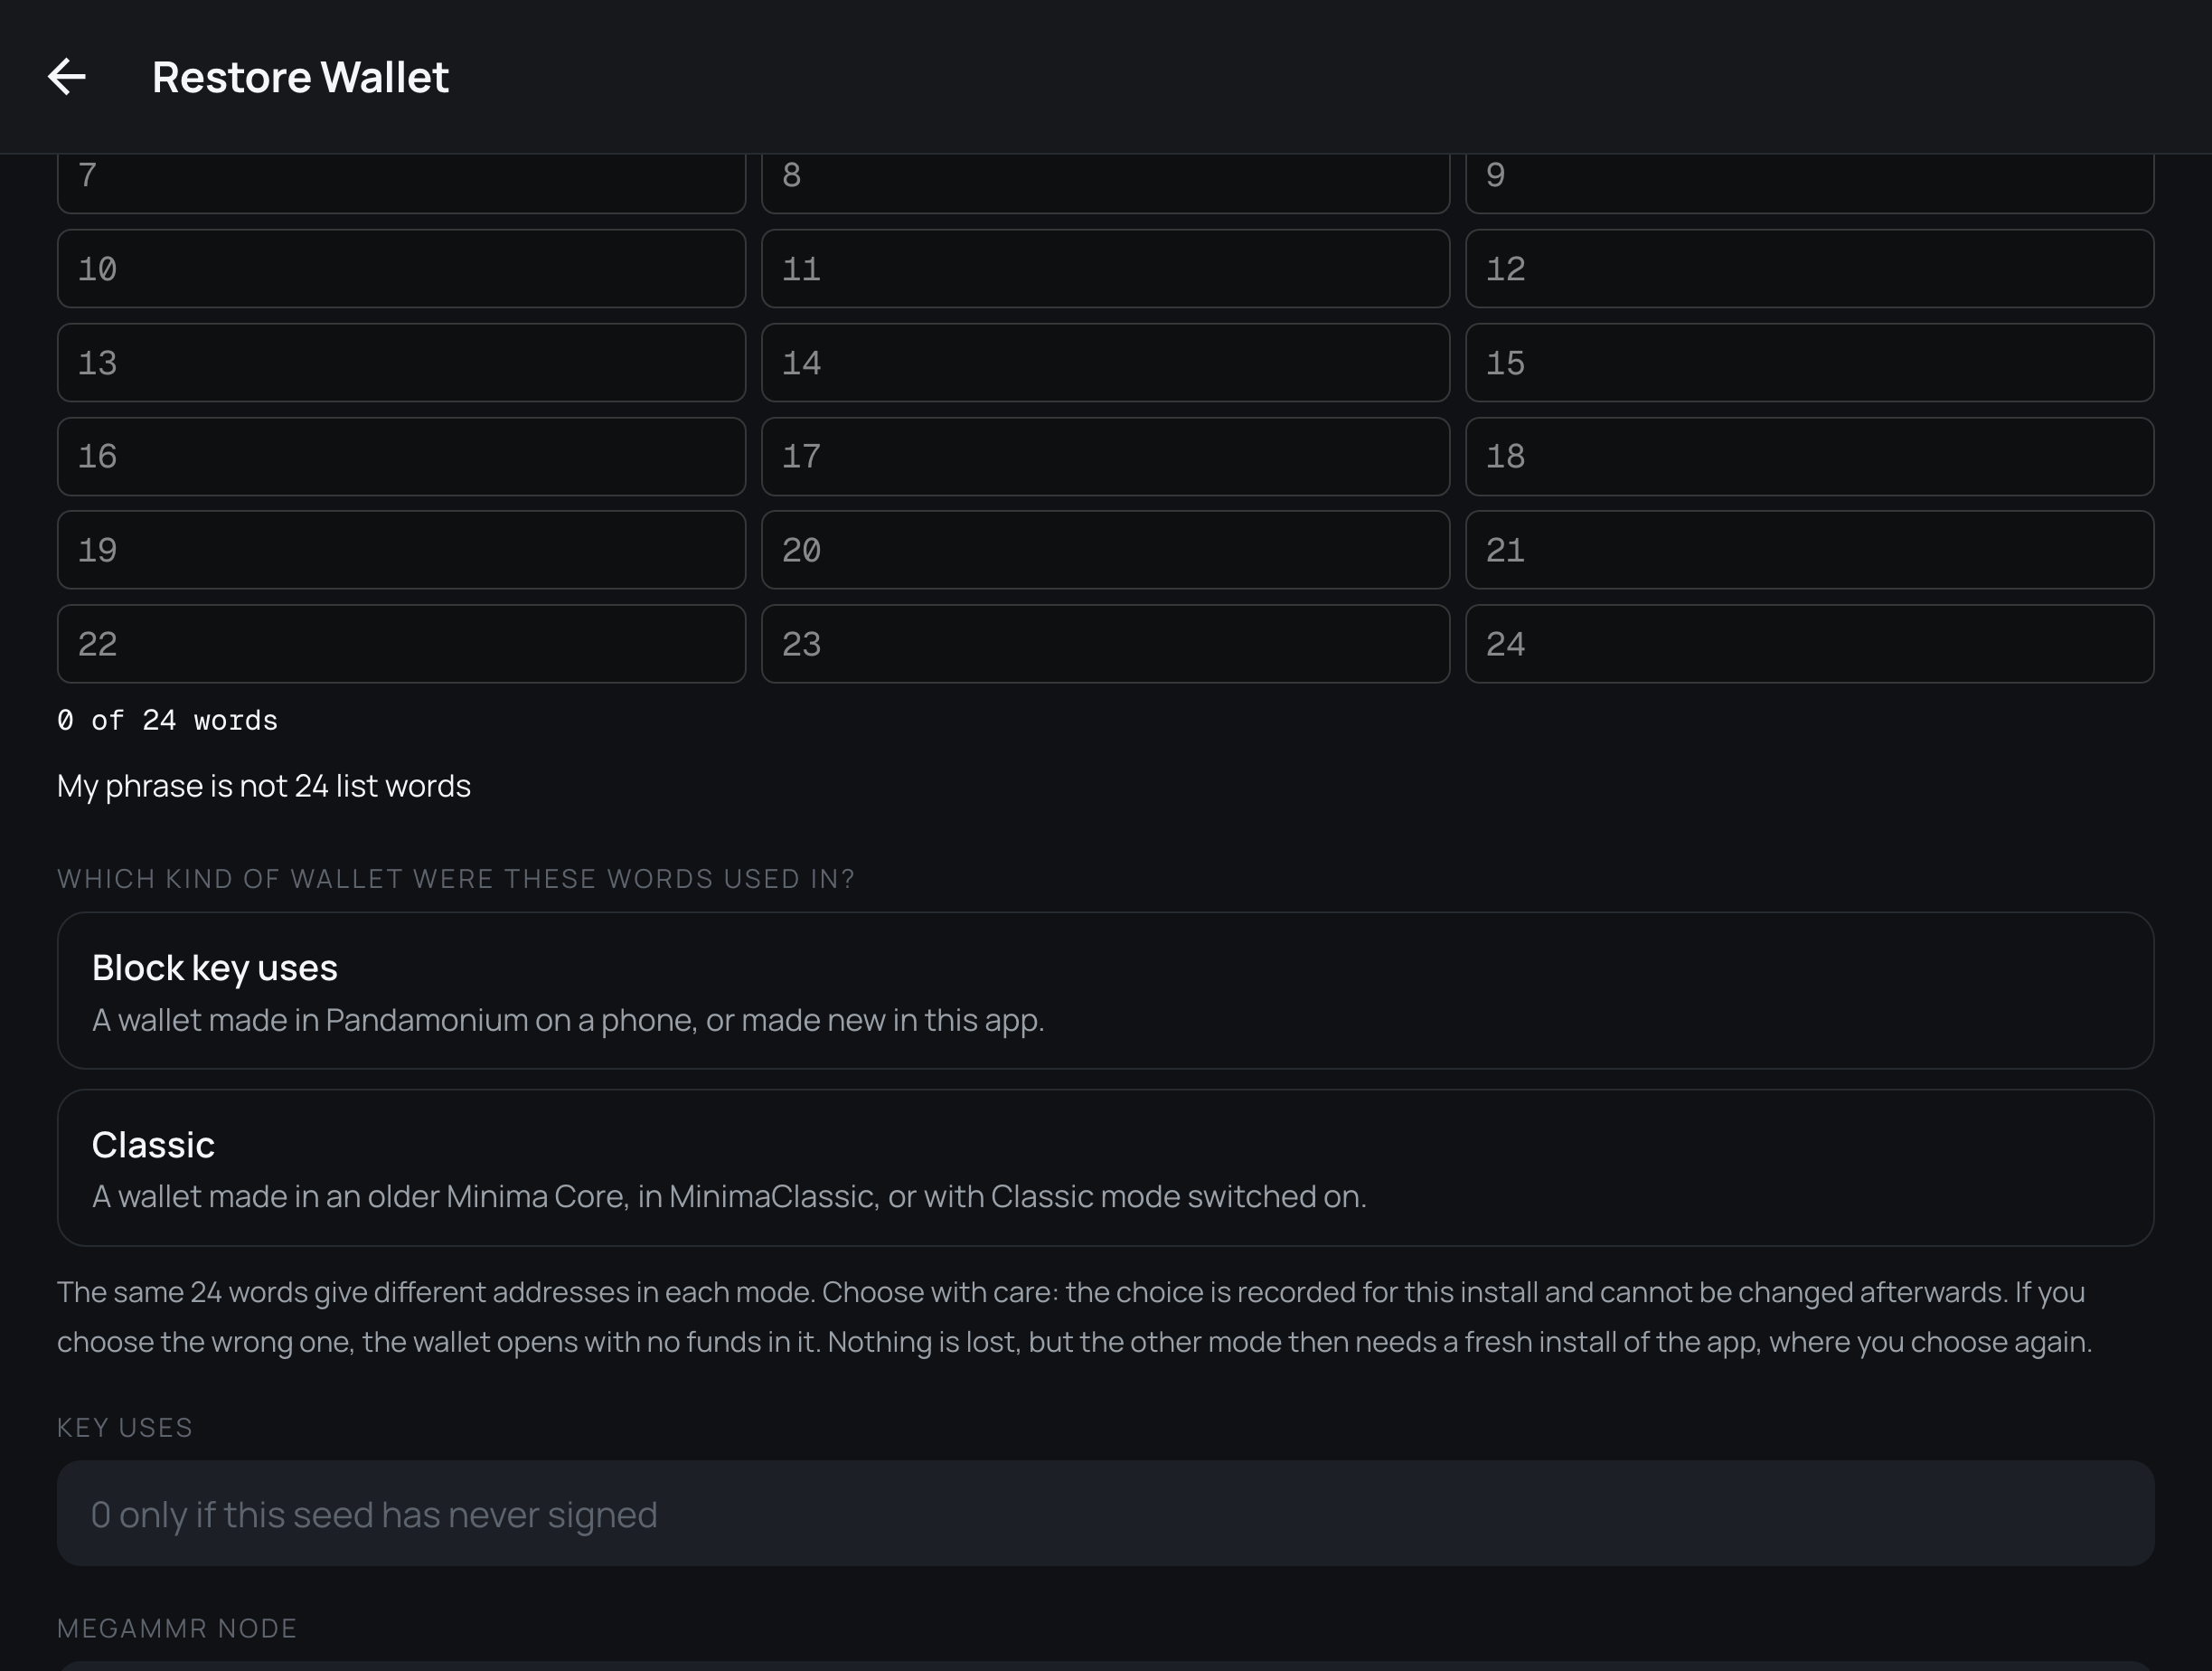 Restore Wallet
7 8 9
10 11 12
13 14 15
16 17 18
19 20 21
22 23 24
0 of 24 words
My phrase is not 24 list words
WHICH KIND OF WALLET WERE THESE WORDS USED IN?
Block key uses
A wallet made in Pandamonium on a phone, or made new in this app.
Classic
A wallet made in an older Minima Core, in MinimaClassic, or with Classic mode switched on.
The same 24 words give different addresses in each mode. Choose with care: the choice is recorded for this install and cannot be changed afterwards. If you
choose the wrong one, the wallet opens with no funds in it. Nothing is lost, but the other mode then needs a fresh install of the app, where you choose again.
KEY USES
0 only if this seed has never signed
MEGAMMR NODE